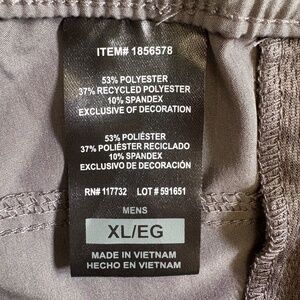 ITEM# 1856578
53% POLYESTER
37% RECYCLED POLYESTER
10% SPANDEX
EXCLUSIVE OF DECORATION
53% POLIÉSTER
37% POLIÉSTER RECICLADO
10% SPANDEX
EXCLUSIVO DE DECORACIÓN
RN# 117732 LOT # 591651
MENS
XL/EG
MADE IN VIETNAM
HECHO EN VIETNAM